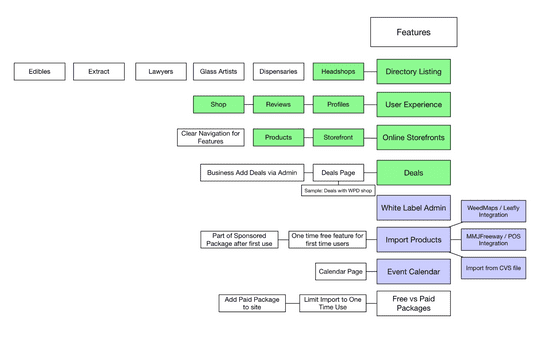 Features
Edibles
Extract
Lawyers
Glass Artists
Dispensaries
Headshops
Directory Listing
Shop
Reviews
Profiles
User Experience
Clear Navigation for
Features
Products
Storefront
Online Storefronts
Business Add Deals via Admin
Deals Page
Deals
Sample: Deals with WPD shop
White Label Admin
WeedMaps / Leafly
Integration
Part of Sponsored
Package after first use
One time free feature for
first time users
Import Products
MMJFreeway / POS
Integration
Calendar Page
Event Calendar
Import from CVS file
Add Paid Package
to site
Limit Import to One
Time Use
Free vs Paid
Packages